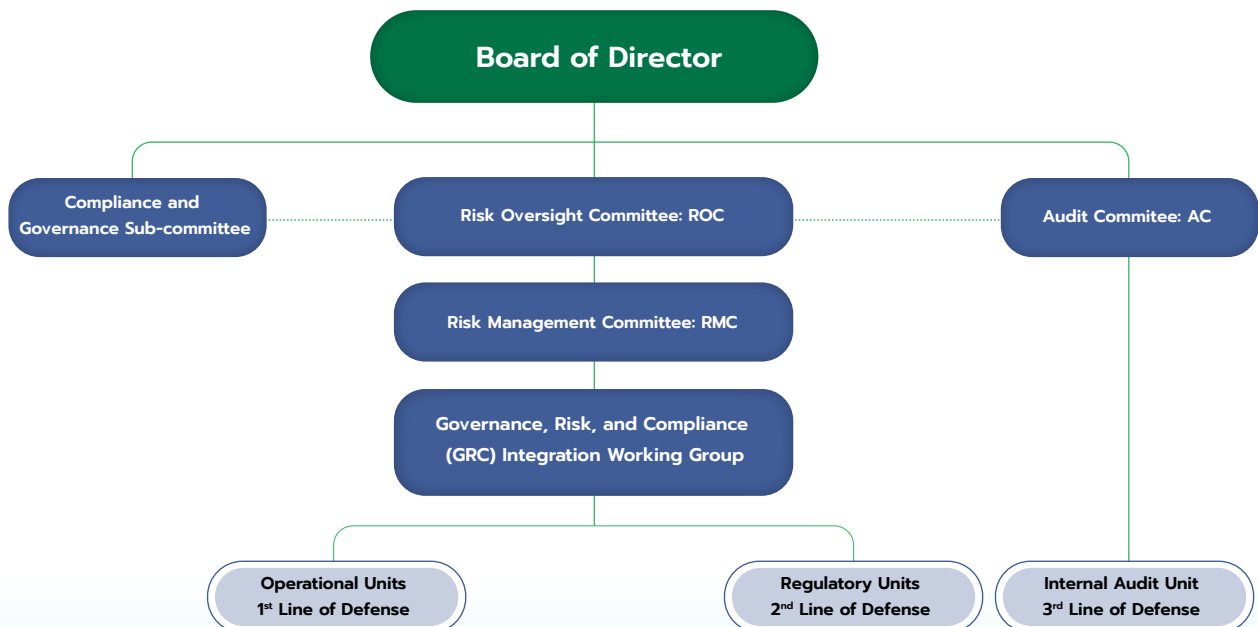 Board of Director
Compliance and
Governance Sub-committee
Risk Oversight Committee: ROC
Audit Commitee: AC
Risk Management Committee: RMC
Governance, Risk, and Compliance
(GRC) Integration Working Group
Operational Units
1st Line of Defense
Regulatory Units
2nd Line of Defense
Internal Audit Unit
3rd Line of Defense